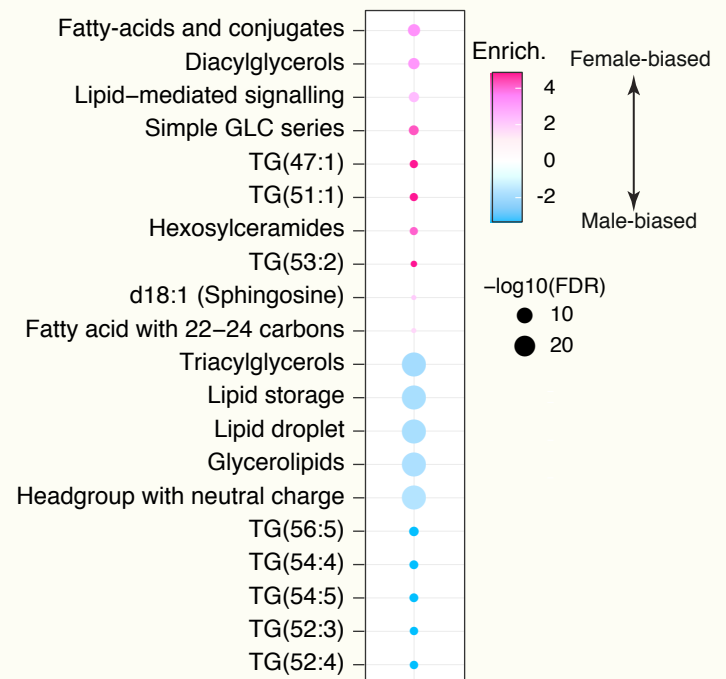 Fatty-acids and conjugates
Diacylglycerols
Lipid−mediated signalling
Simple GLC series
TG(47:1)
TG(51:1)
Hexosylceramides
TG(53:2)
d18:1 (Sphingosine)
Fatty acid with 22−24 carbons
Triacylglycerols
Lipid storage
Lipid droplet
Glycerolipids
Headgroup with neutral charge
TG(56:5)
TG(54:4)
TG(54:5)
TG(52:3)
TG(52:4)
Enrich.
4
2
0
-2
Female-biased
Male-biased
−log10(FDR)
10
20